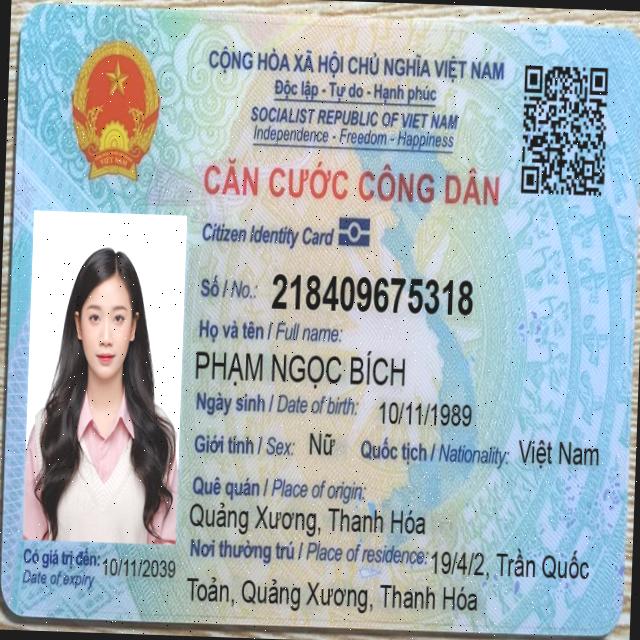 CỘNG HÒA XÃ HỘI CHỦ NGHĨA VIỆT NAM
Độc lập - Tự do - Hạnh phúc
SOCIALIST REPUBLIC OF VIET NAM
Independence - Freedom - Happiness
CĂN CƯỚC CÔNG DÂN
Citizen Identity Card
Số / No.: 218409675318
Họ và tên / Full name:
PHẠM NGỌC BÍCH
Ngày sinh / Date of birth: 10/11/1989
Giới tính / Sex: Nữ Quốc tịch / Nationality: Việt Nam
Quê quán / Place of origin:
Quảng Xương, Thanh Hóa
Nơi thường trú / Place of residence: 19/4/2, Trần Quốc
Toản, Quảng Xương, Thanh Hóa
Có giá trị đến: 10/11/2039
Date of expiry
VIỆT NAM